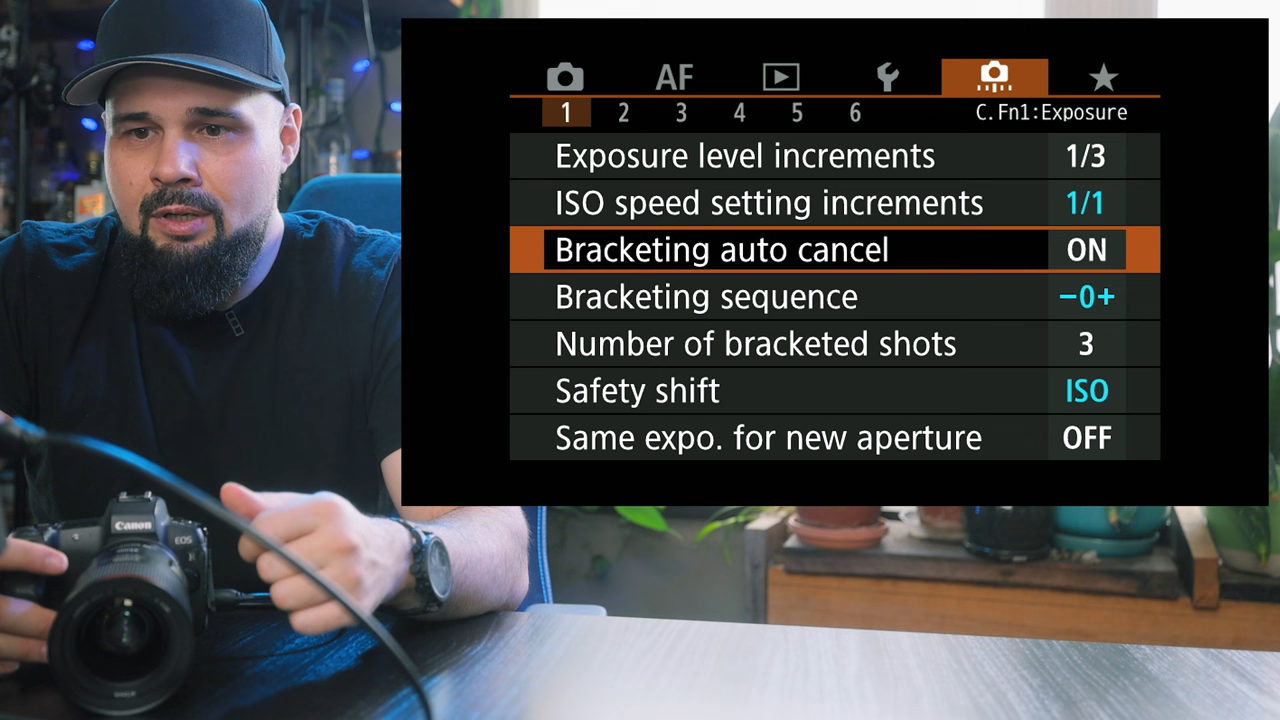 AF
1 2 3 4 5 6 C.Fn1:Exposure
Exposure level increments 1/3
ISO speed setting increments 1/1
Bracketing auto cancel ON
Bracketing sequence −0+
Number of bracketed shots 3
Safety shift ISO
Same expo. for new aperture OFF
Canon
EOS
R